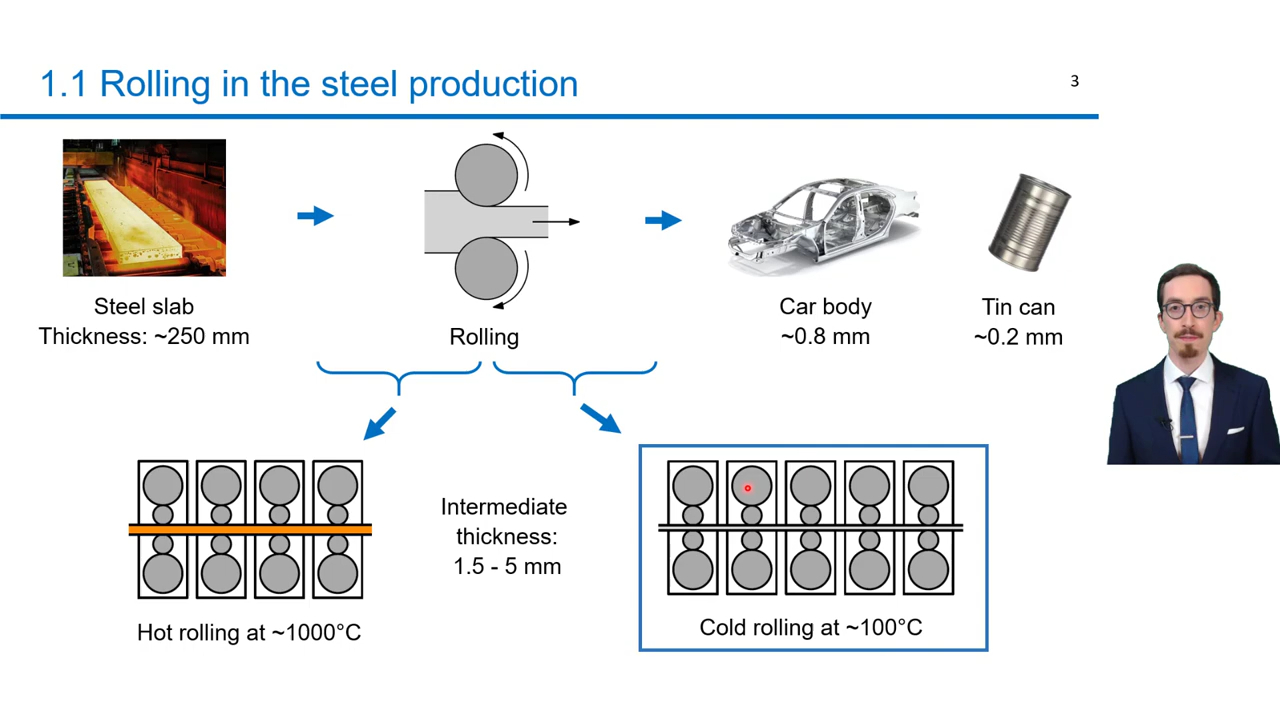 1.1 Rolling in the steel production
3
Steel slab
Thickness: ~250 mm
Rolling
Car body
~0.8 mm
Tin can
~0.2 mm
Intermediate
thickness:
1.5 - 5 mm
Hot rolling at ~1000°C
Cold rolling at ~100°C